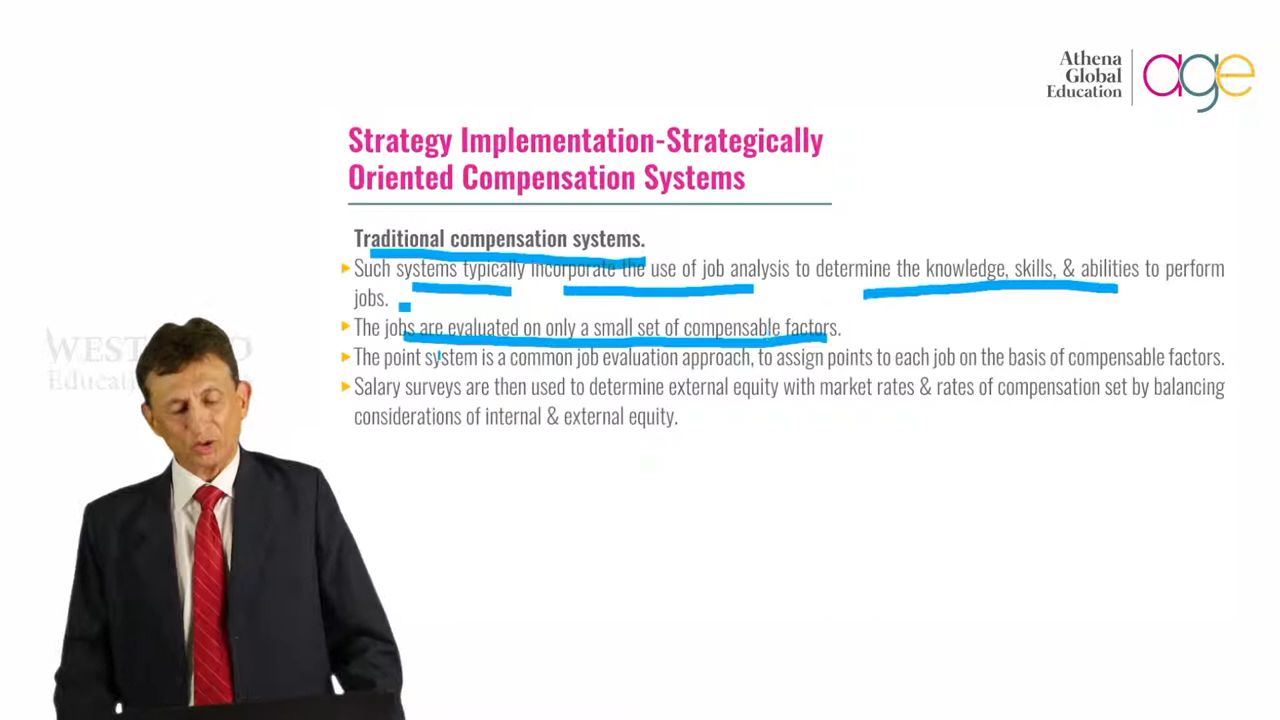 Athena
Global
Education
age
Strategy Implementation-Strategically
Oriented Compensation Systems
Traditional compensation systems.
Such systems typically incorporate the use of job analysis to determine the knowledge, skills, & abilities to perform
jobs.
The jobs are evaluated on only a small set of compensable factors.
The point system is a common job evaluation approach, to assign points to each job on the basis of compensable factors.
Salary surveys are then used to determine external equity with market rates & rates of compensation set by balancing
considerations of internal & external equity.